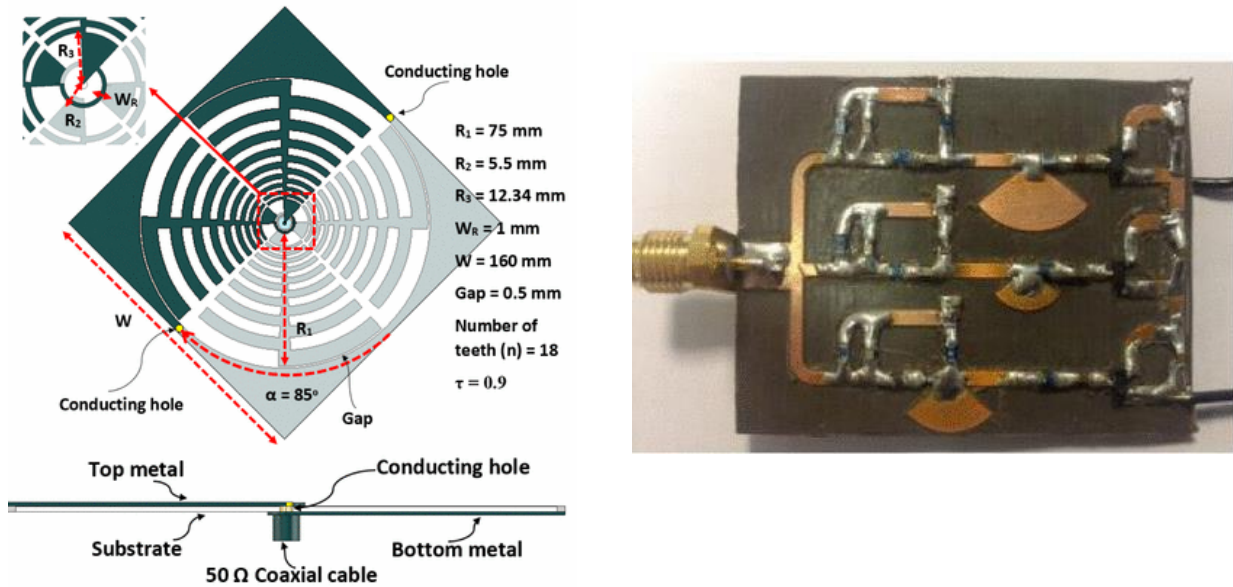 R₃
W_R
R₂
Conducting hole
R₁ = 75 mm
R₂ = 5.5 mm
R₃ = 12.34 mm
W_R = 1 mm
W = 160 mm
Gap = 0.5 mm
Number of
teeth (n) = 18
τ = 0.9
W
R₁
α = 85°
Conducting hole
Gap
Top metal
Conducting hole
Substrate
Bottom metal
50 Ω Coaxial cable